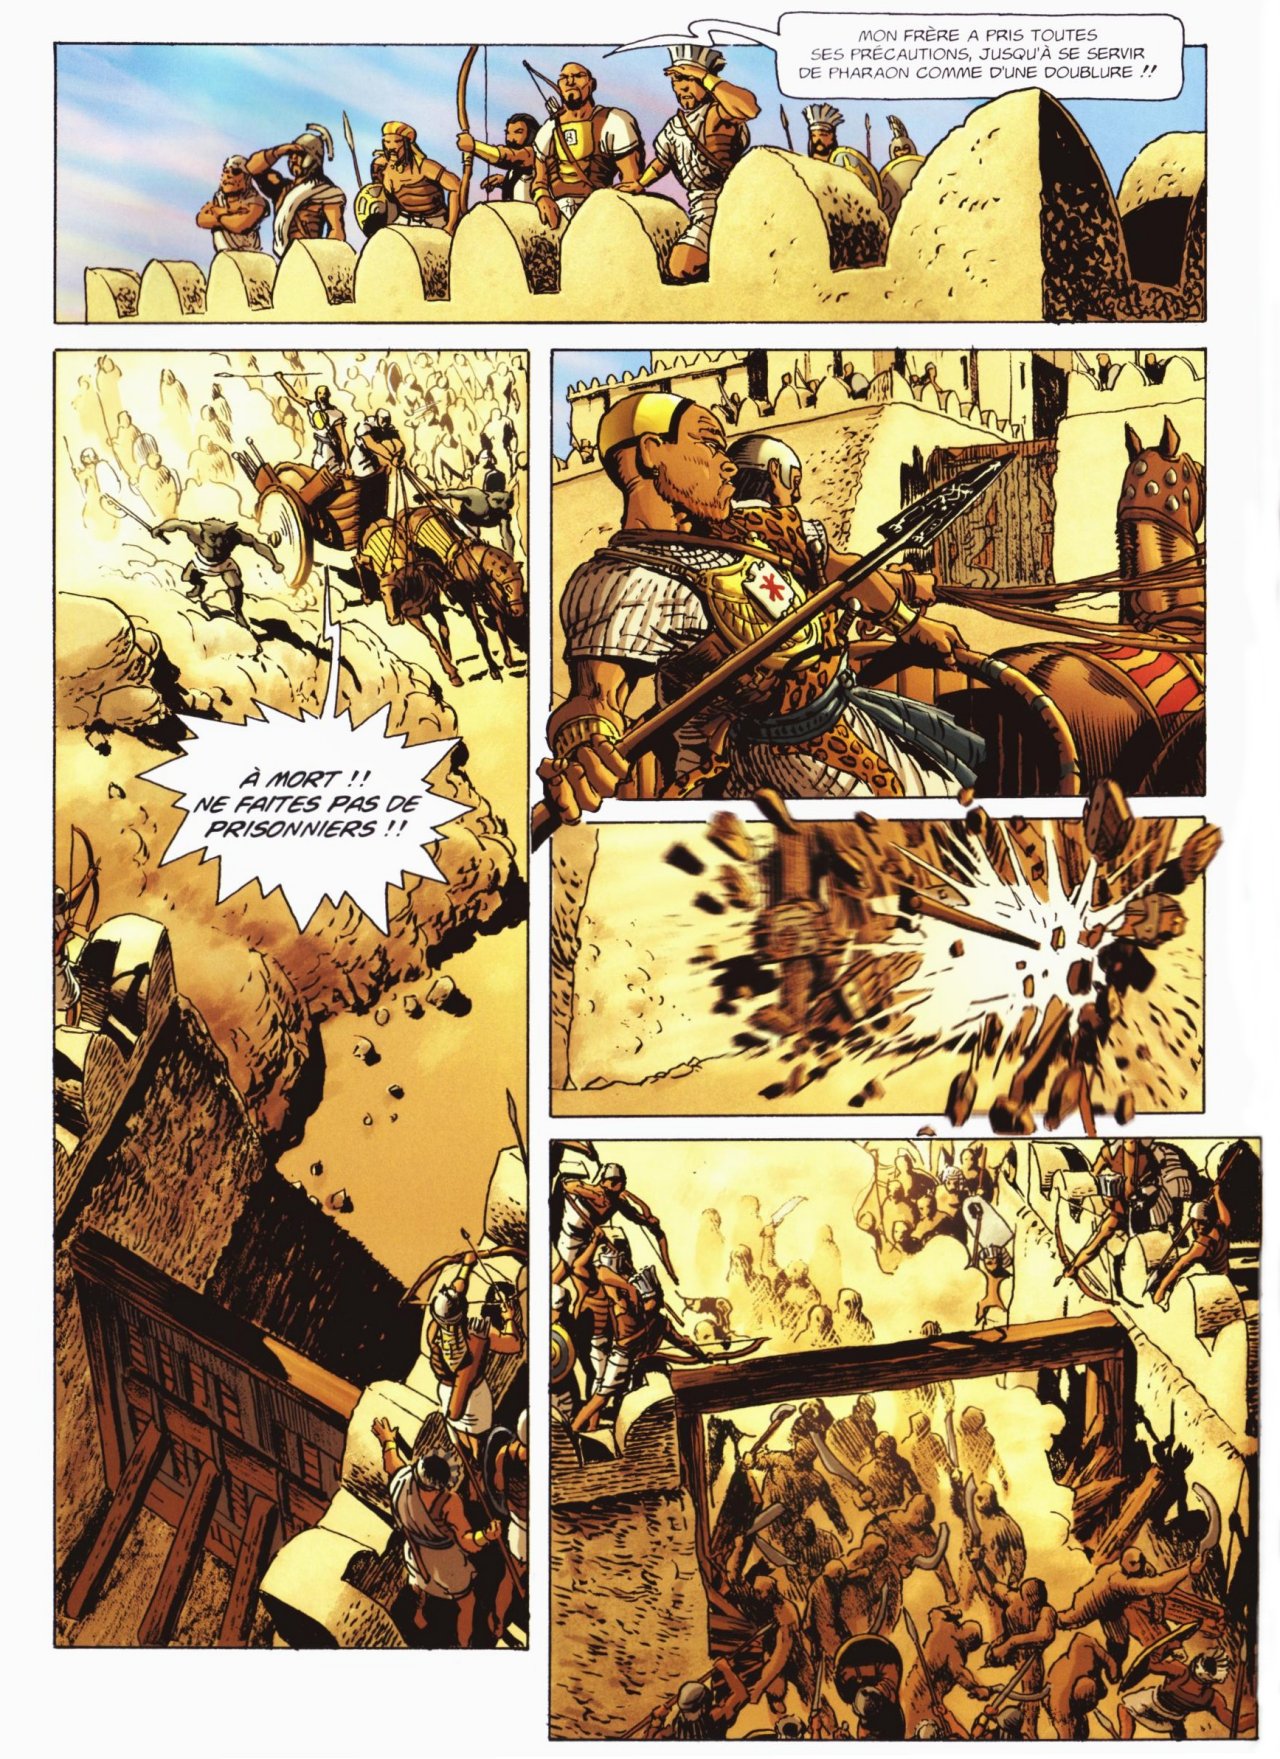 MON FRÈRE A PRIS TOUTES
SES PRÉCAUTIONS, JUSQU'À SE SERVIR
DE PHARAON COMME D'UNE DOUBLURE !!
À MORT !!
NE FAITES PAS DE
PRISONNIERS !!